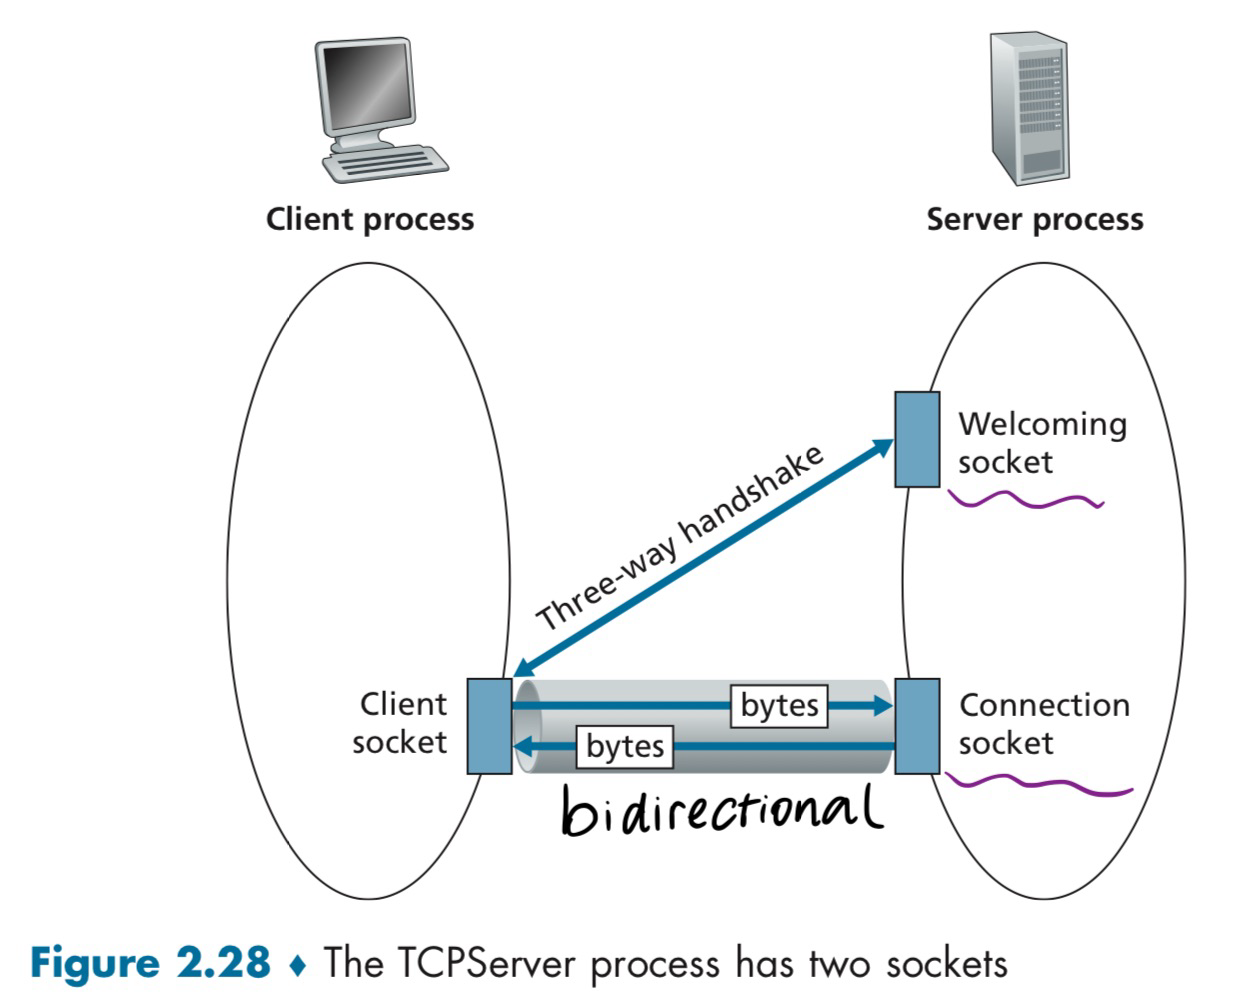 Client process
Server process
Welcoming
socket
Three-way handshake
Client
socket
bytes
bytes
Connection
socket
bidirectional
Figure 2.28 ♦ The TCPServer process has two sockets